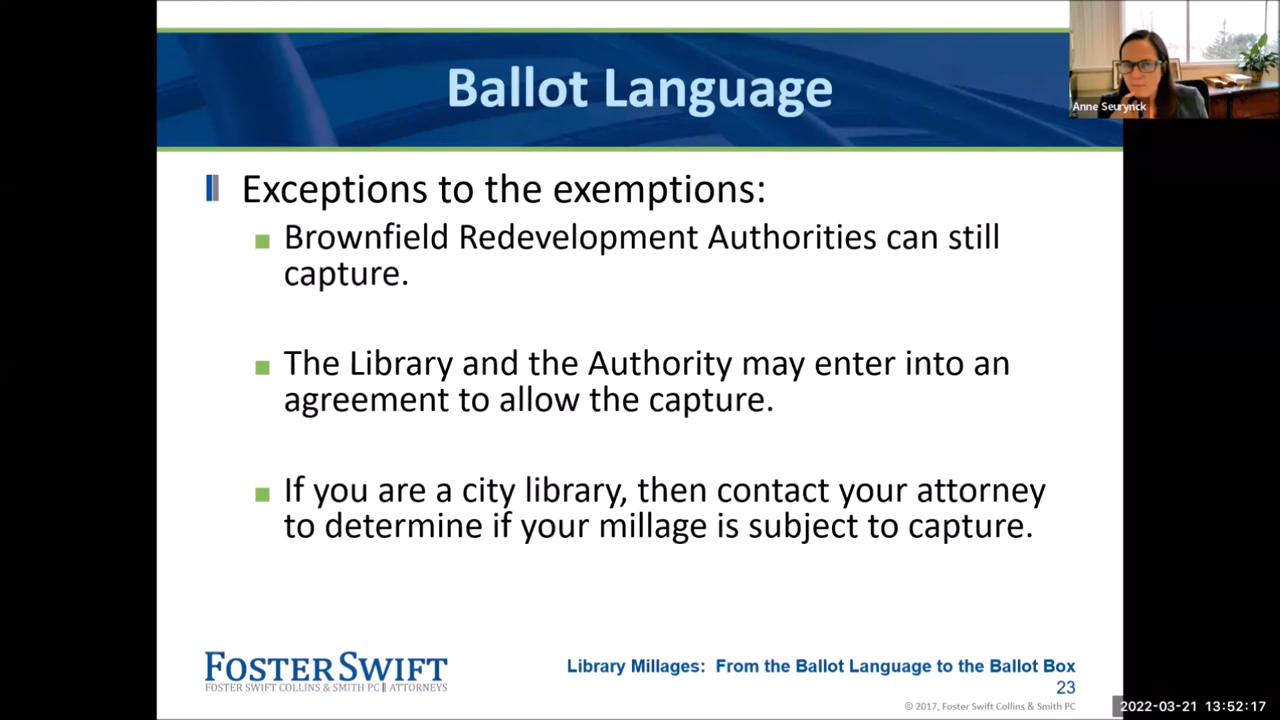 Ballot Language
Anne Seurynck
Exceptions to the exemptions:
Brownfield Redevelopment Authorities can still
capture.
The Library and the Authority may enter into an
agreement to allow the capture.
If you are a city library, then contact your attorney
to determine if your millage is subject to capture.
FOSTER SWIFT
FOSTER SWIFT COLLINS & SMITH PC || ATTORNEYS
Library Millages: From the Ballot Language to the Ballot Box
23
© 2017, Foster Swift Collins & Smith PC
2022-03-21 13:52:17